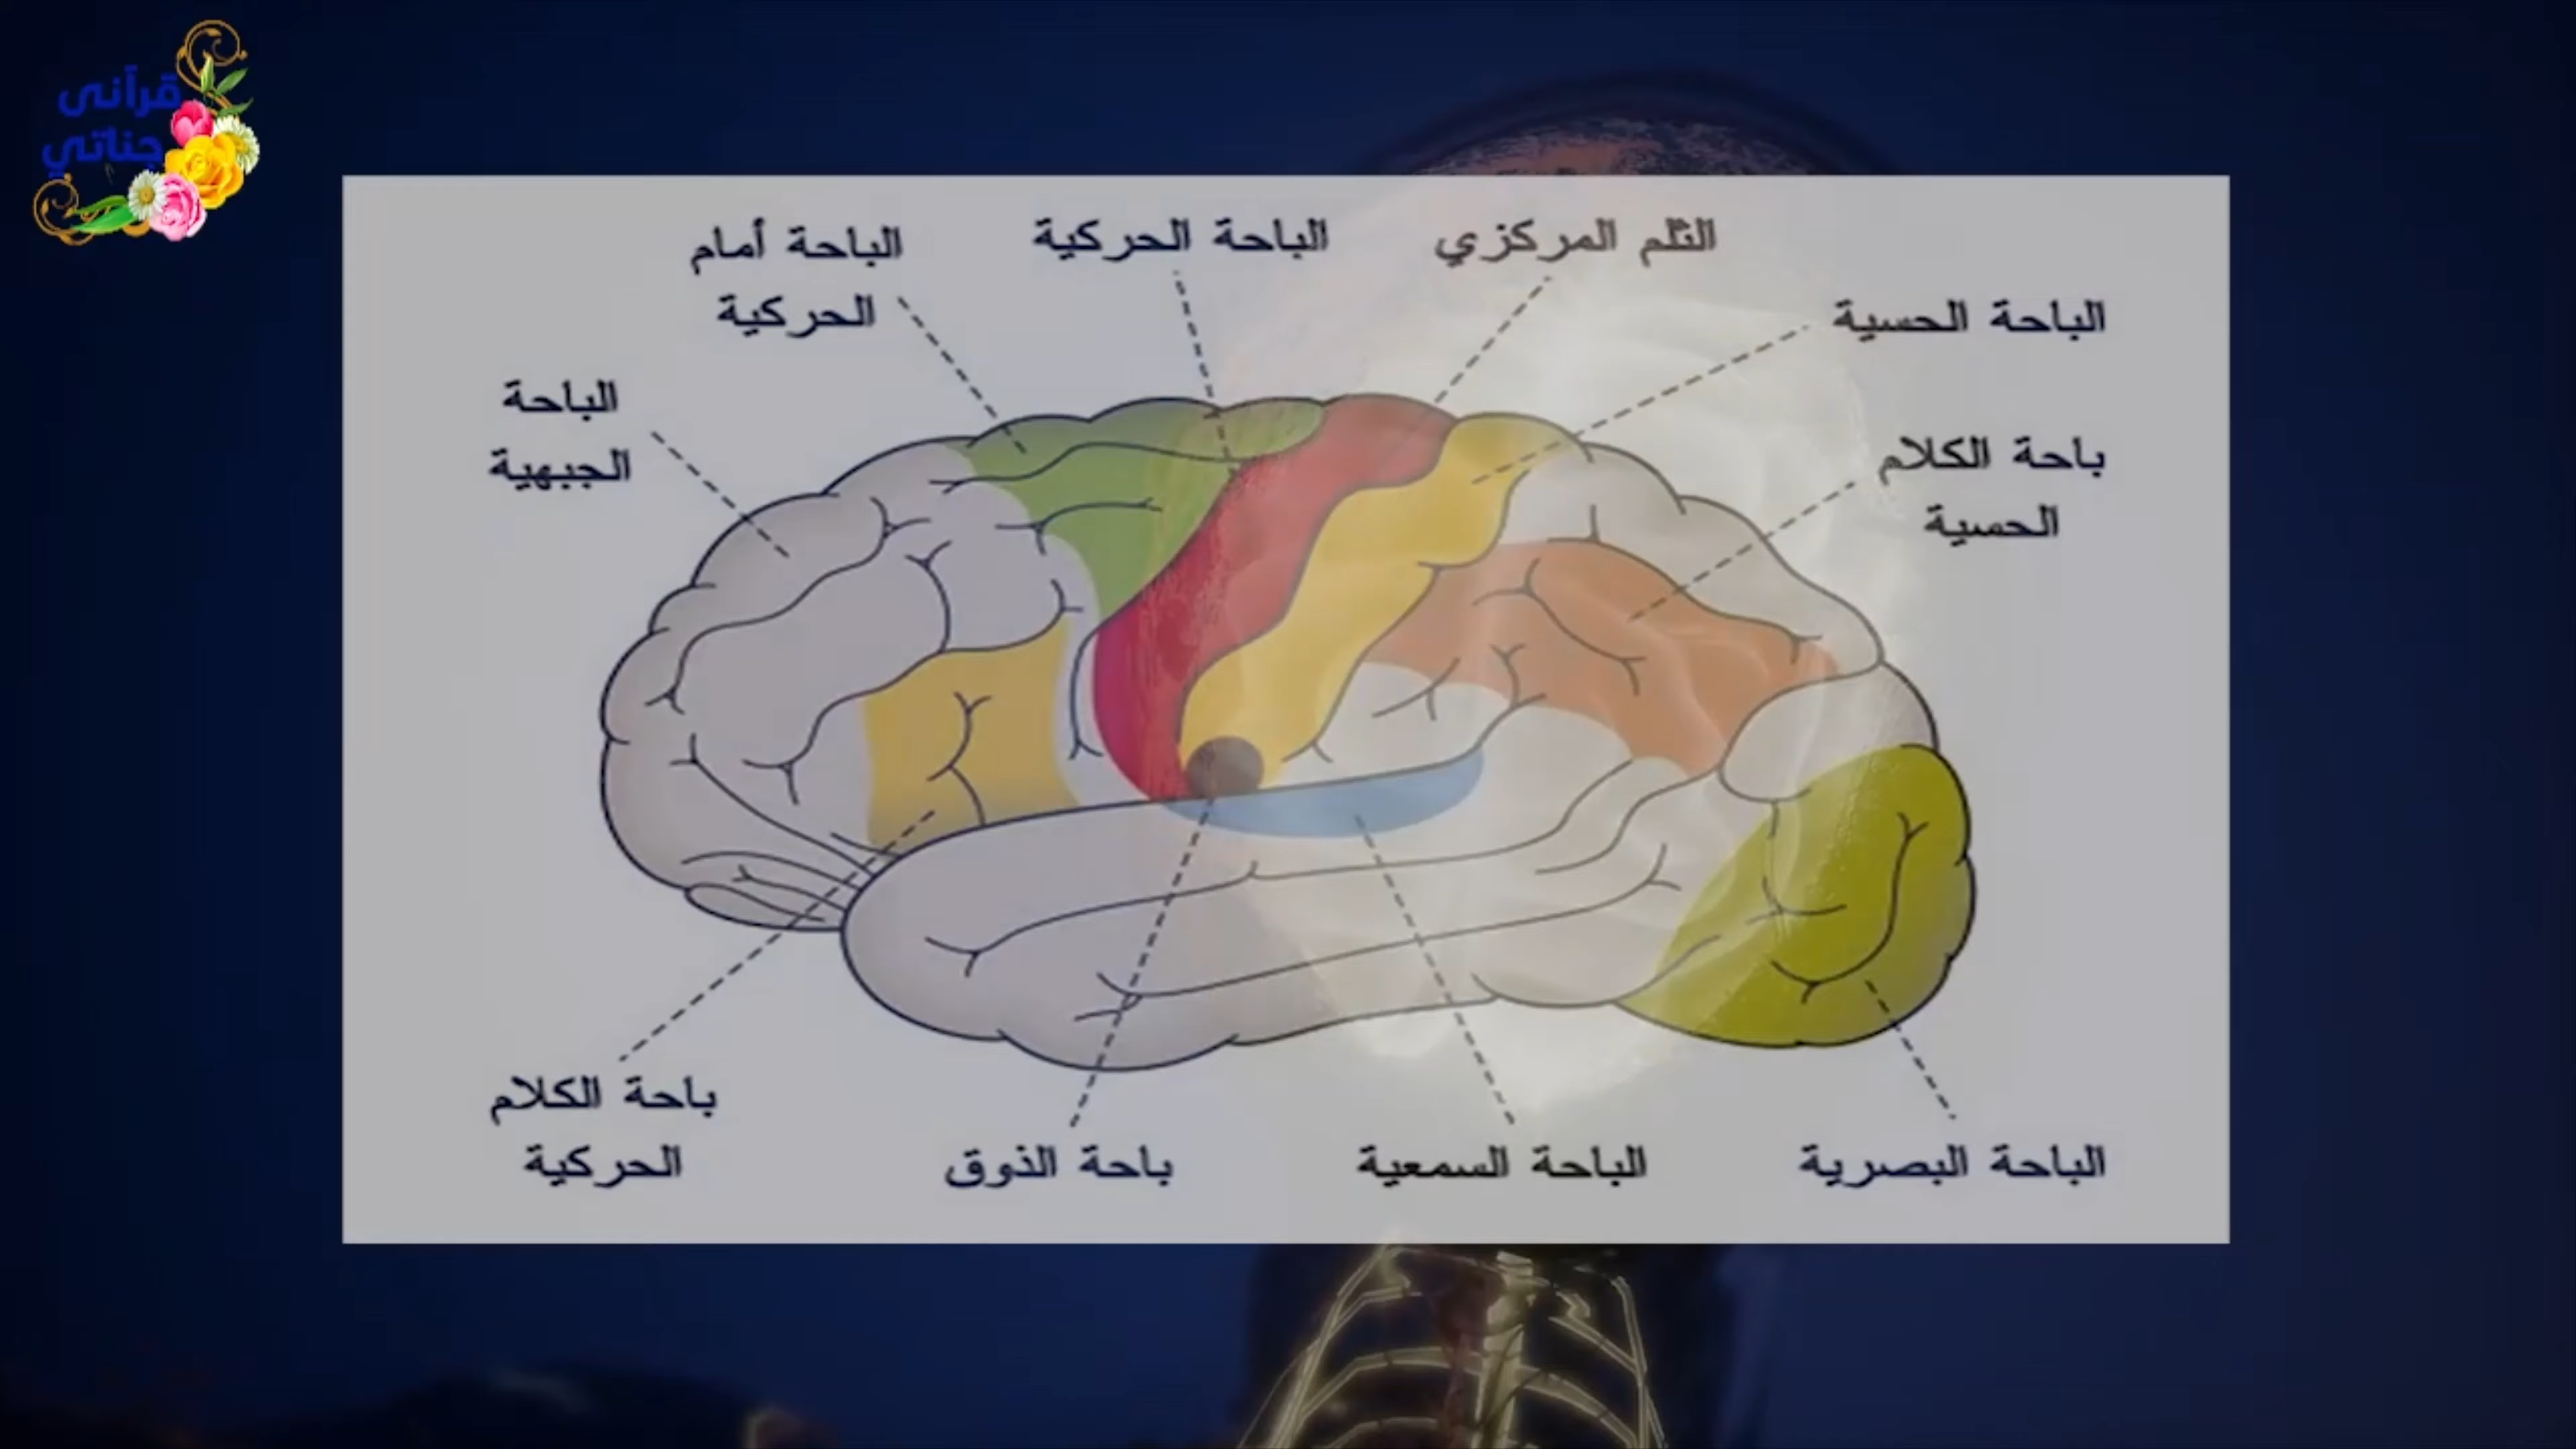 قرآنى
جناتي
الثلم المركزي
الباحة الحركية
الباحة أمام
الحركية
الباحة الحسية
الباحة
الجبهية
باحة الكلام
الحسية
باحة الكلام
الحركية
الباحة البصرية
الباحة السمعية
باحة الذوق